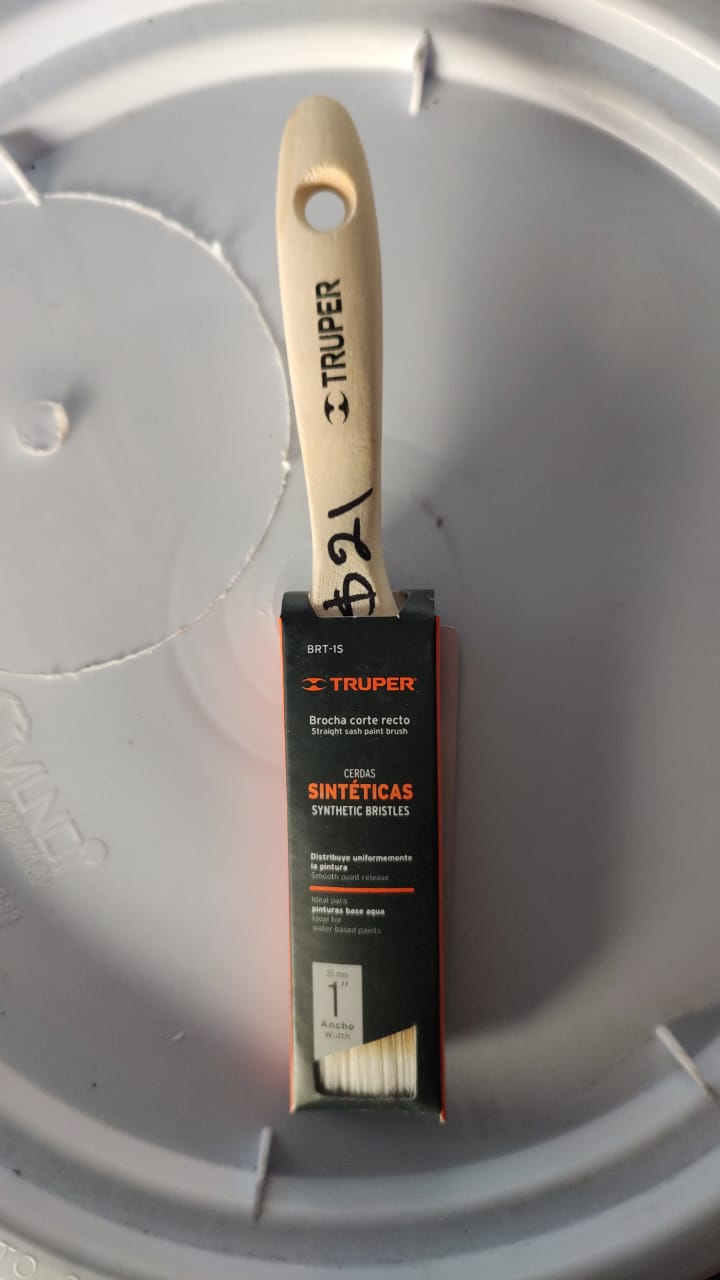 TRUPER
$21
BRT-1S
TRUPER
Brocha corte recto
Straight sash paint brush
CERDAS
SINTÉTICAS
SYNTHETIC BRISTLES
Distribuye uniformemente
la pintura
Smooth paint release
Ideal para
pinturas base agua
Ideal for
water based paints
25 mm
1"
Ancho
Width
TO